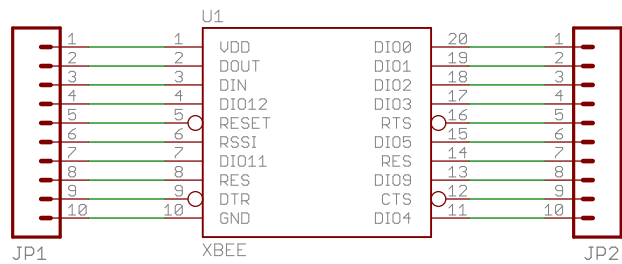 U1
1 1 VDD DIO0 20 1
2 2 DOUT DIO1 19 2
3 3 DIN DIO2 18 3
4 4 DIO12 DIO3 17 4
5 5 RESET RTS 16 5
6 6 RSSI DIO5 15 6
7 7 DIO11 RES 14 7
8 8 RES DIO9 13 8
9 9 DTR CTS 12 9
10 10 GND DIO4 11 10
JP1 XBEE JP2